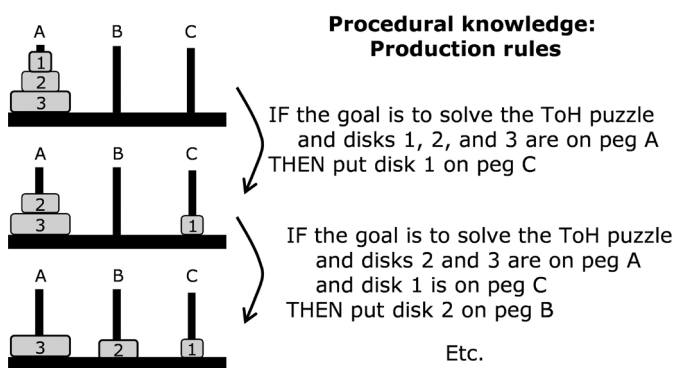 Procedural knowledge:
Production rules
A B C
1
2
3
IF the goal is to solve the ToH puzzle
and disks 1, 2, and 3 are on peg A
THEN put disk 1 on peg C
A B C
2
3 1
IF the goal is to solve the ToH puzzle
and disks 2 and 3 are on peg A
and disk 1 is on peg C
THEN put disk 2 on peg B
A B C
3 2 1
Etc.